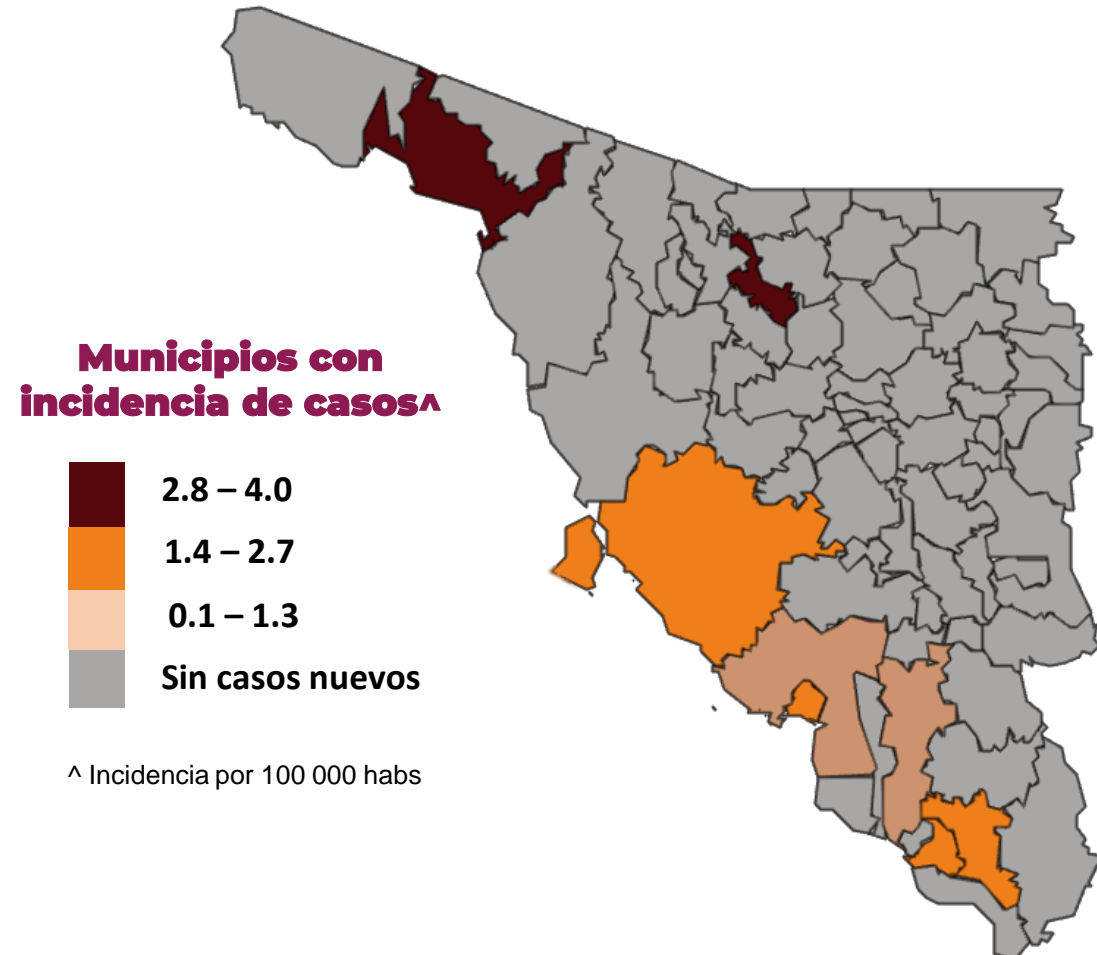 Municipios con
incidencia de casos^
2.8 – 4.0
1.4 – 2.7
0.1 – 1.3
Sin casos nuevos
^ Incidencia por 100 000 habs